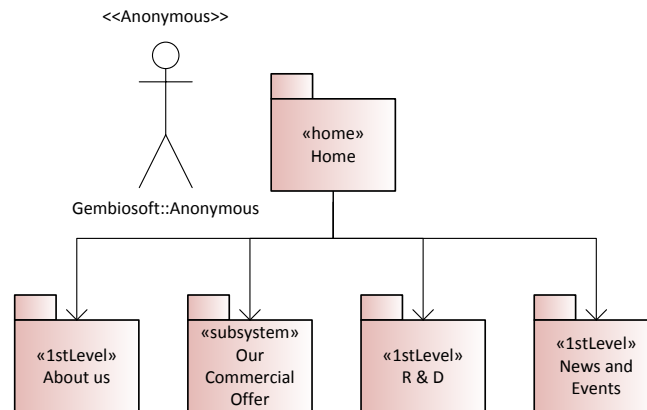 <<Anonymous>>
«home»
Home
Gembiosoft::Anonymous
«1stLevel»
About us
«subsystem»
Our
Commercial
Offer
«1stLevel»
R & D
«1stLevel»
News and
Events